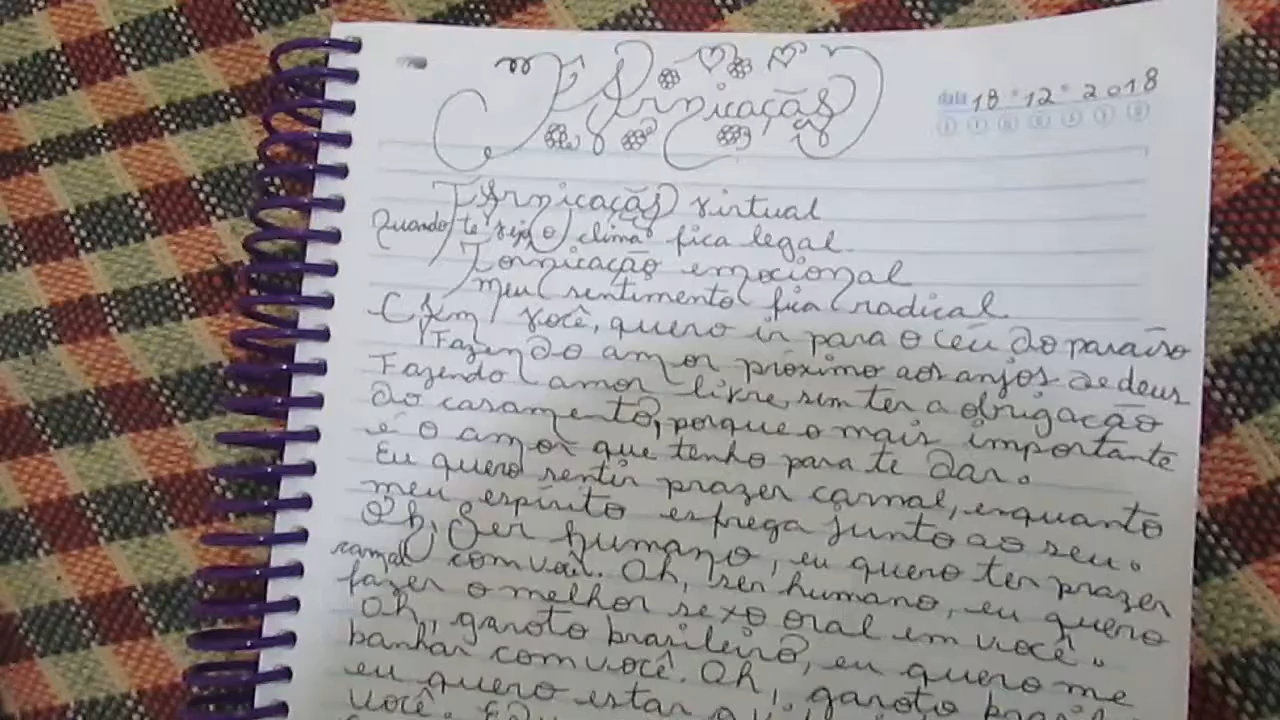 Fornicação
data 18 12 2018
Fornicação virtual
Quando te vejo o clima fica legal.
Fornicação emocional
meu sentimento fica radical.
Com você, quero ir para o céu do paraíso
Fazendo amor próximo aos anjos de deus
Fazendo amor livre, sem ter a obrigação
do casamento, porque o mais importante
é o amor que tenho para te dar.
Eu quero sentir prazer carnal, enquanto
meu espírito esfrega junto ao seu.
Oh, Ser humano, eu quero ter prazer
carnal com você. Oh, ser humano, eu quero
fazer o melhor sexo oral em você.
Oh, garoto brasileiro, eu quero me
banhar com você. Oh, garoto
eu quero estar
você.